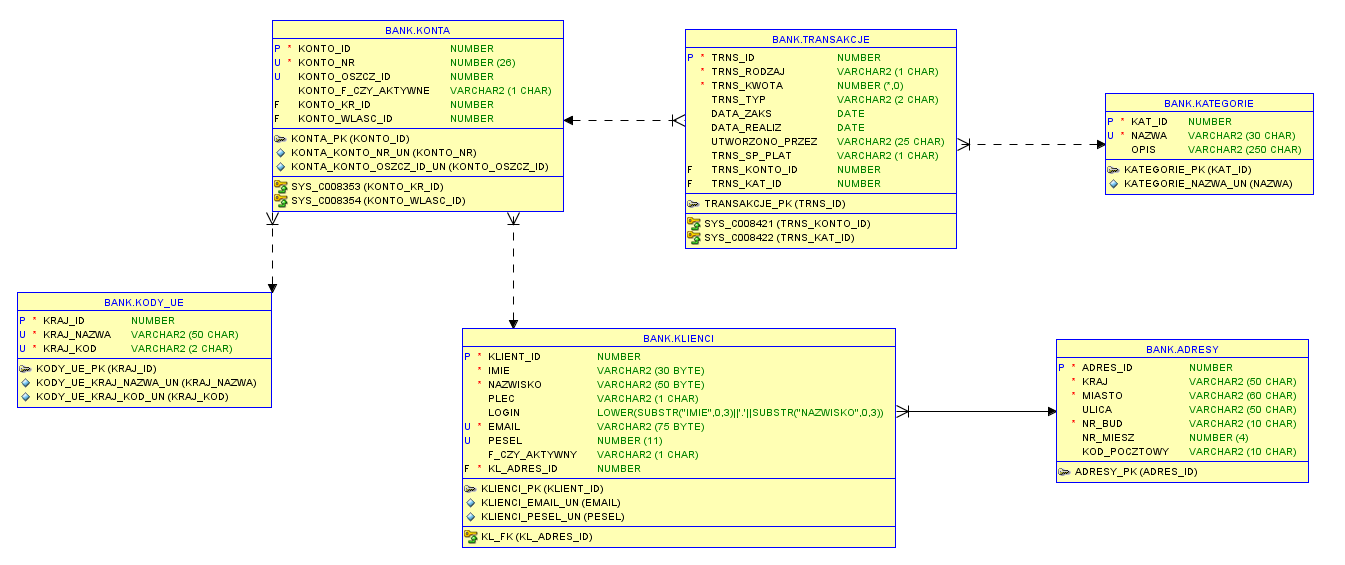 BANK.KONTA
P * KONTO_ID NUMBER
U * KONTO_NR NUMBER (26)
U KONTO_OSZCZ_ID NUMBER
KONTO_F_CZY_AKTYWNE VARCHAR2 (1 CHAR)
F KONTO_KR_ID NUMBER
F KONTO_WLASC_ID NUMBER
KONTA_PK (KONTO_ID)
KONTA_KONTO_NR_UN (KONTO_NR)
KONTA_KONTO_OSZCZ_ID_UN (KONTO_OSZCZ_ID)
SYS_C008353 (KONTO_KR_ID)
SYS_C008354 (KONTO_WLASC_ID)
BANK.TRANSAKCJE
P * TRNS_ID NUMBER
* TRNS_RODZAJ VARCHAR2 (1 CHAR)
* TRNS_KWOTA NUMBER (*,0)
TRNS_TYP VARCHAR2 (2 CHAR)
DATA_ZAKS DATE
DATA_REALIZ DATE
UTWORZONO_PRZEZ VARCHAR2 (25 CHAR)
TRNS_SP_PLAT VARCHAR2 (1 CHAR)
F TRNS_KONTO_ID NUMBER
F TRNS_KAT_ID NUMBER
TRANSAKCJE_PK (TRNS_ID)
SYS_C008421 (TRNS_KONTO_ID)
SYS_C008422 (TRNS_KAT_ID)
BANK.KATEGORIE
P * KAT_ID NUMBER
U * NAZWA VARCHAR2 (30 CHAR)
OPIS VARCHAR2 (250 CHAR)
KATEGORIE_PK (KAT_ID)
KATEGORIE_NAZWA_UN (NAZWA)
BANK.KODY_UE
P * KRAJ_ID NUMBER
U * KRAJ_NAZWA VARCHAR2 (50 CHAR)
U * KRAJ_KOD VARCHAR2 (2 CHAR)
KODY_UE_PK (KRAJ_ID)
KODY_UE_KRAJ_NAZWA_UN (KRAJ_NAZWA)
KODY_UE_KRAJ_KOD_UN (KRAJ_KOD)
BANK.KLIENCI
P * KLIENT_ID NUMBER
* IMIE VARCHAR2 (30 BYTE)
* NAZWISKO VARCHAR2 (50 BYTE)
PLEC VARCHAR2 (1 CHAR)
LOGIN LOWER(SUBSTR("IMIE",0,3)||'.'||SUBSTR("NAZWISKO",0,3))
U * EMAIL VARCHAR2 (75 BYTE)
U PESEL NUMBER (11)
F_CZY_AKTYWNY VARCHAR2 (1 CHAR)
F * KL_ADRES_ID NUMBER
KLIENCI_PK (KLIENT_ID)
KLIENCI_EMAIL_UN (EMAIL)
KLIENCI_PESEL_UN (PESEL)
KL_FK (KL_ADRES_ID)
BANK.ADRESY
P * ADRES_ID NUMBER
* KRAJ VARCHAR2 (50 CHAR)
* MIASTO VARCHAR2 (60 CHAR)
ULICA VARCHAR2 (50 CHAR)
* NR_BUD VARCHAR2 (10 CHAR)
NR_MIESZ NUMBER (4)
KOD_POCZTOWY VARCHAR2 (10 CHAR)
ADRESY_PK (ADRES_ID)